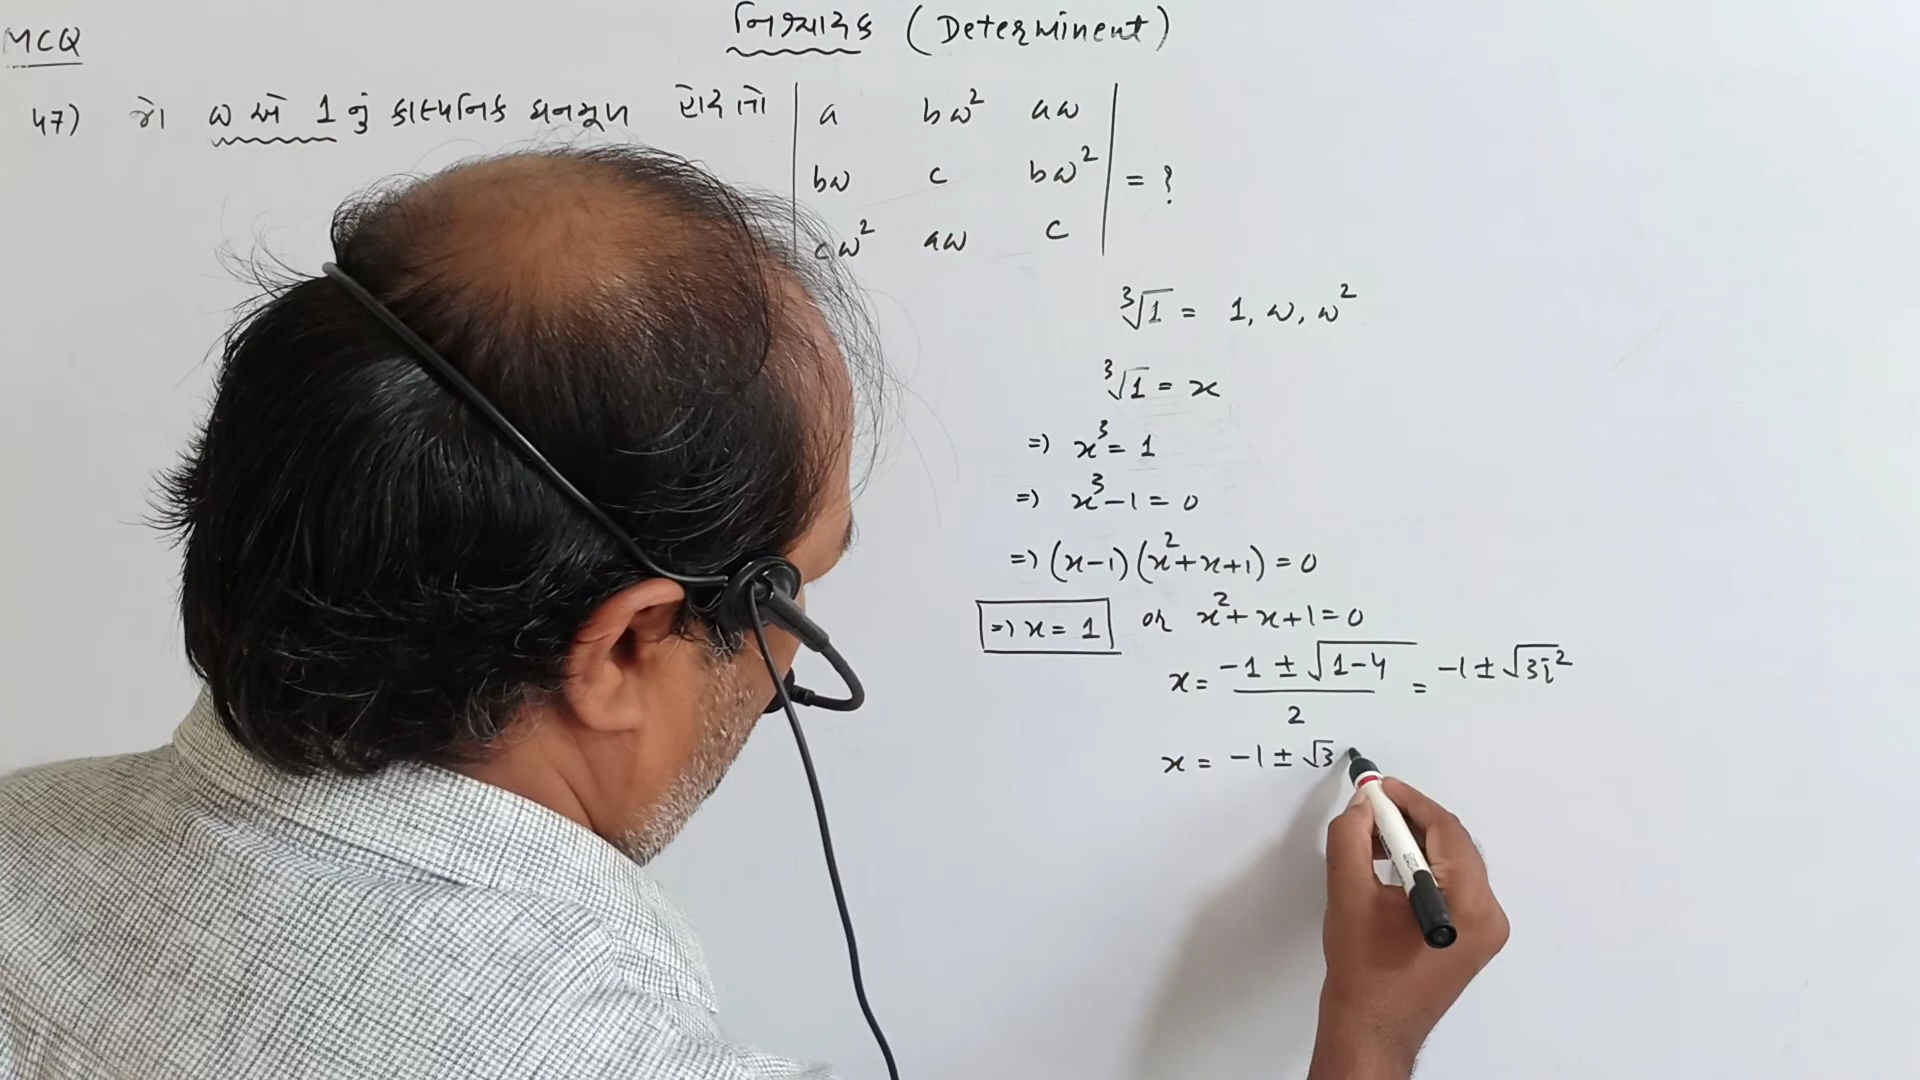 MCQ
નિશ્ચાયક (Determinent)
47) જો ω એ 1 નું કાલ્પનિક ઘનમૂળ હોય તો | a bω² aω |
| bω c bω² | = ?
| cω² aω c |
³√1 = 1, ω, ω²
³√1 = x
=) x³ = 1
=) x³ - 1 = 0
=) (x-1) (x² + x + 1) = 0
=) x = 1 or x² + x + 1 = 0
x = (-1 ± √(1-4))/2 = -1 ± √3i²
x = -1 ± √3